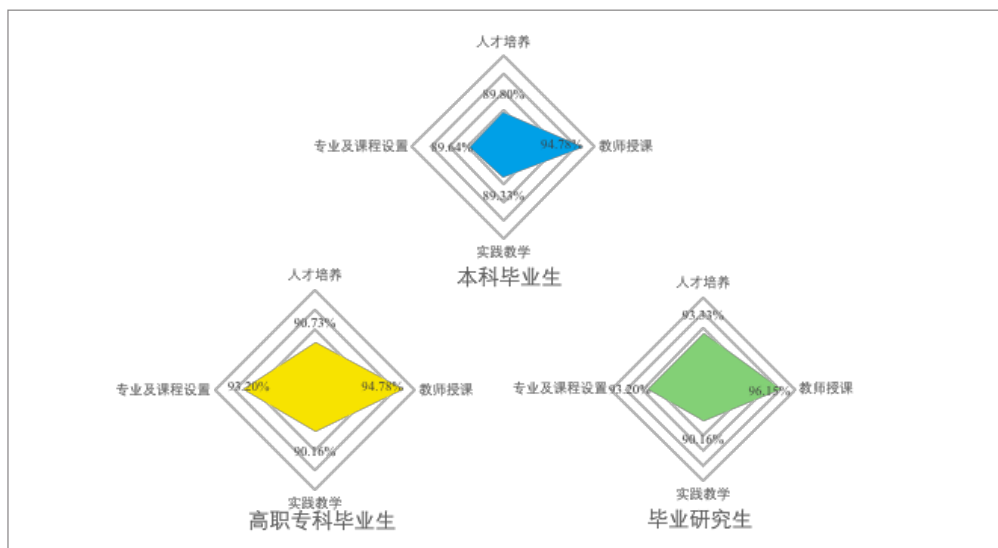 人才培养
89.80%
专业及课程设置
89.64%
94.78%
教师授课
89.33%
实践教学
本科毕业生
人才培养
90.73%
专业及课程设置
93.20%
94.78%
教师授课
90.16%
实践教学
高职专科毕业生
人才培养
93.33%
专业及课程设置
93.20%
96.15%
教师授课
90.16%
实践教学
毕业研究生